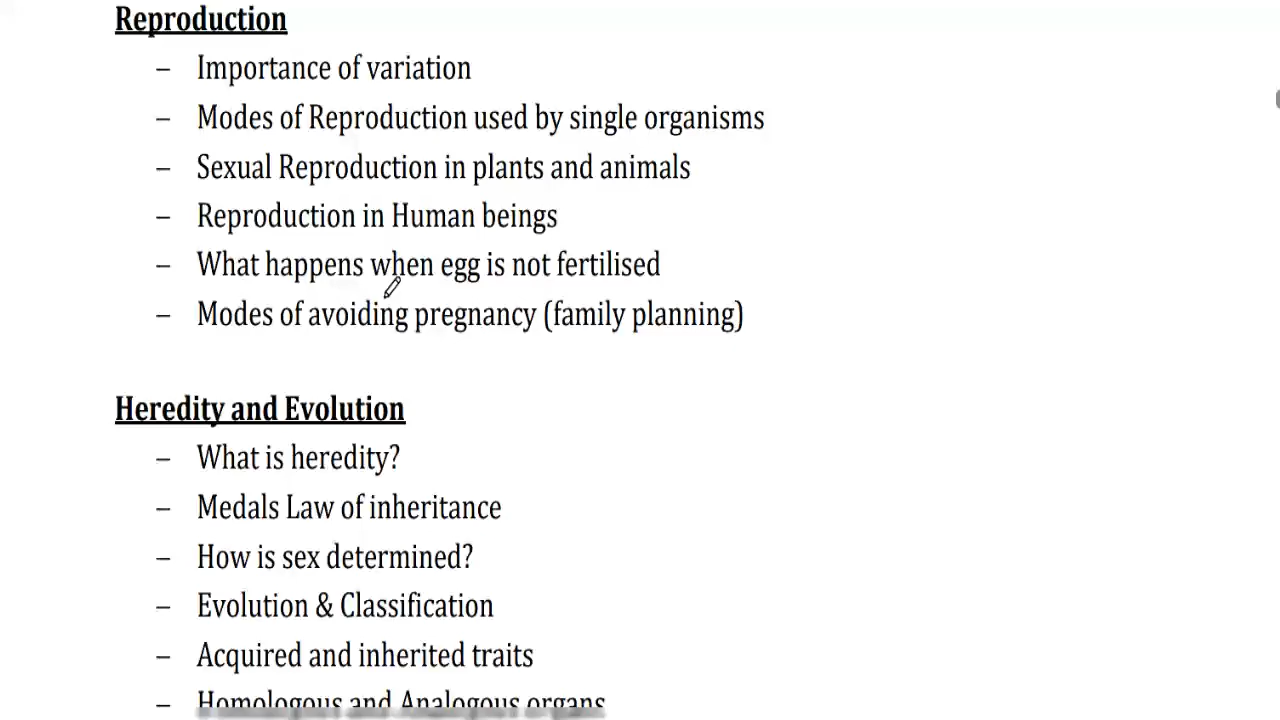 Reproduction
– Importance of variation
– Modes of Reproduction used by single organisms
– Sexual Reproduction in plants and animals
– Reproduction in Human beings
– What happens when egg is not fertilised
– Modes of avoiding pregnancy (family planning)
Heredity and Evolution
– What is heredity?
– Medals Law of inheritance
– How is sex determined?
– Evolution & Classification
– Acquired and inherited traits
– Homologous and Analogous organs